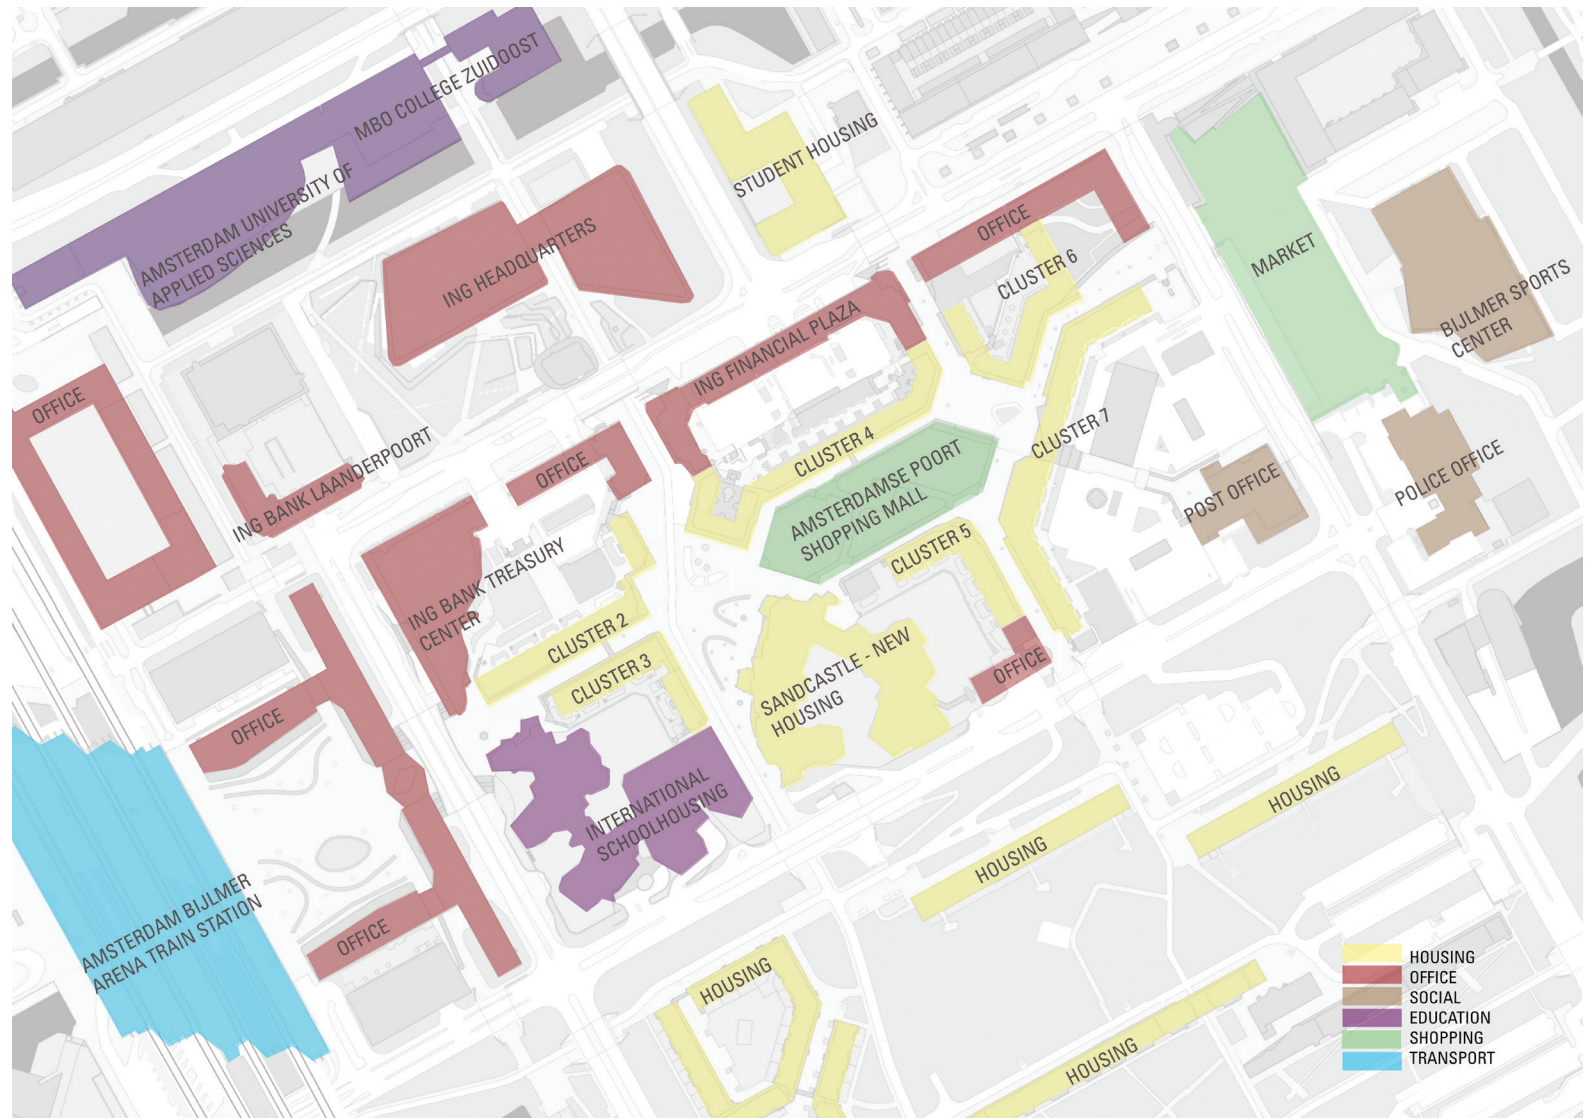 MBO COLLEGE ZUIDOOST
STUDENT HOUSING
AMSTERDAM UNIVERSITY OF
APPLIED SCIENCES
ING HEADQUARTERS
OFFICE
CLUSTER 6
MARKET
BIJLMER SPORTS
CENTER
ING FINANCIAL PLAZA
OFFICE
ING BANK LAANDERPOORT
OFFICE
CLUSTER 4
CLUSTER 7
AMSTERDAMSE POORT
SHOPPING MALL
POST OFFICE
POLICE OFFICE
ING BANK TREASURY
CENTER
CLUSTER 5
CLUSTER 2
CLUSTER 3
SANDCASTLE - NEW
HOUSING
OFFICE
OFFICE
INTERNATIONAL
SCHOOLHOUSING
HOUSING
HOUSING
AMSTERDAM BIJLMER
ARENA TRAIN STATION
OFFICE
HOUSING
HOUSING
HOUSING
OFFICE
SOCIAL
EDUCATION
SHOPPING
TRANSPORT